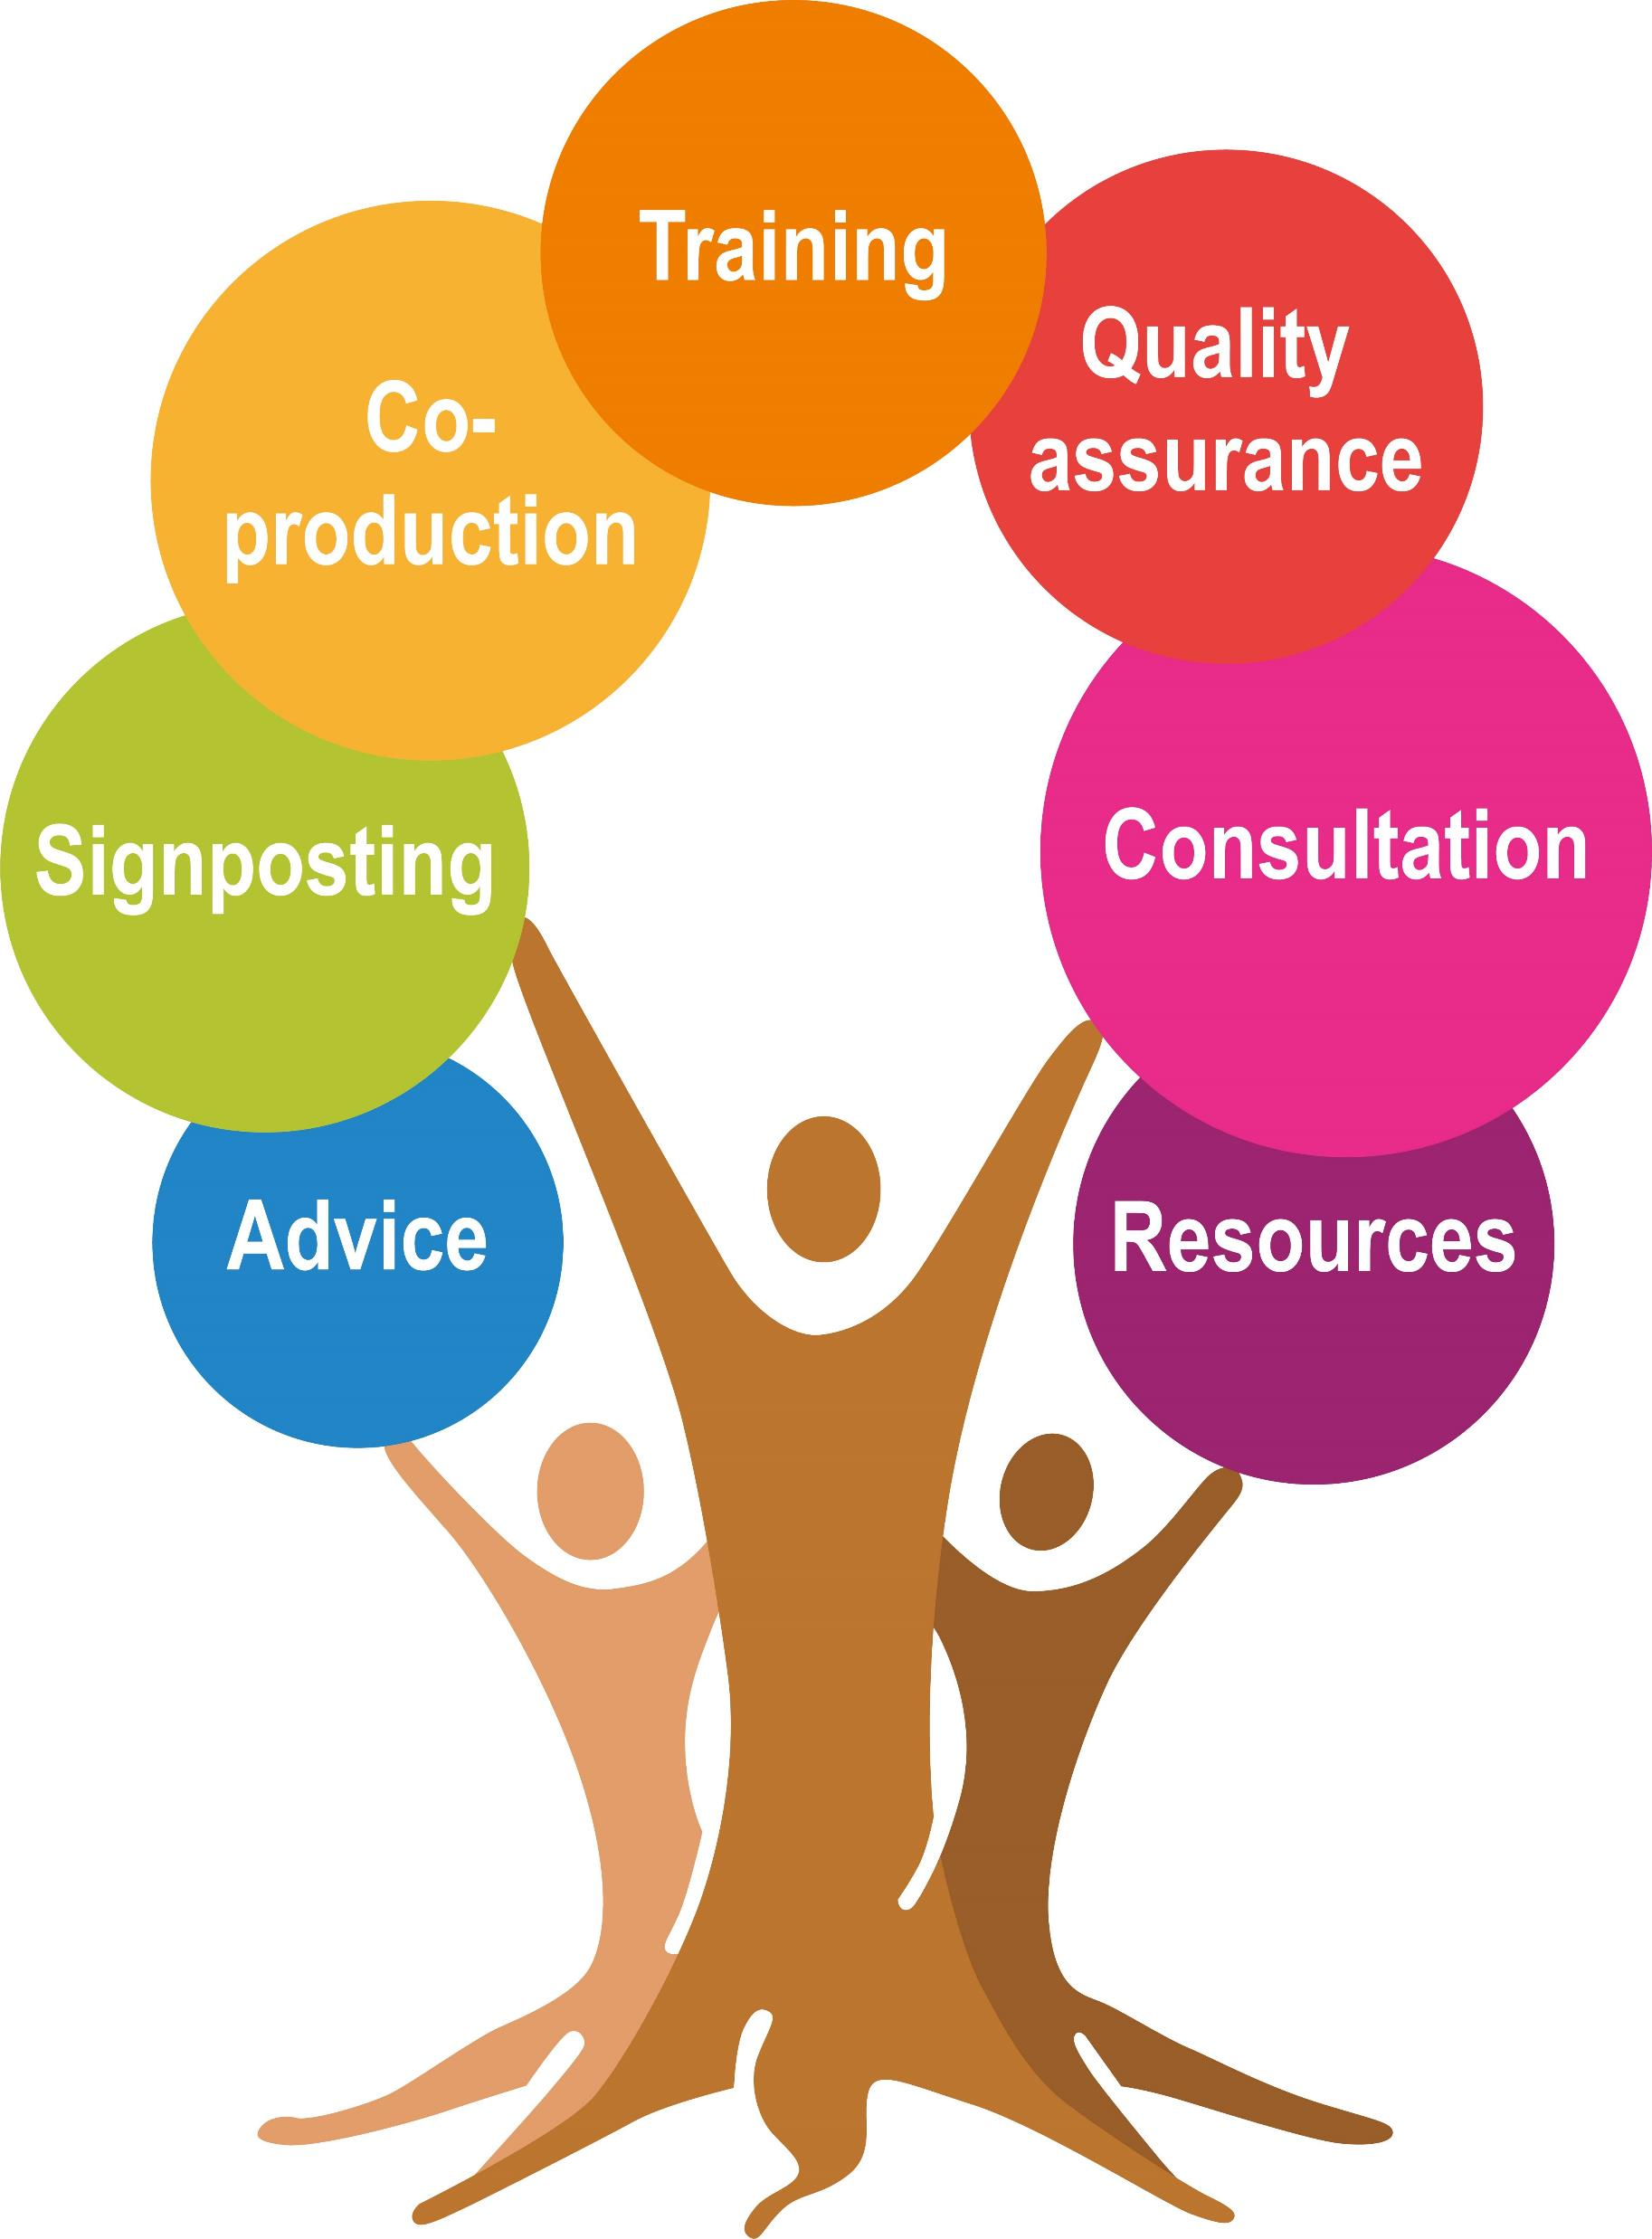 Training
Quality
assurance
Co-
production
Signposting
Consultation
Advice
Resources